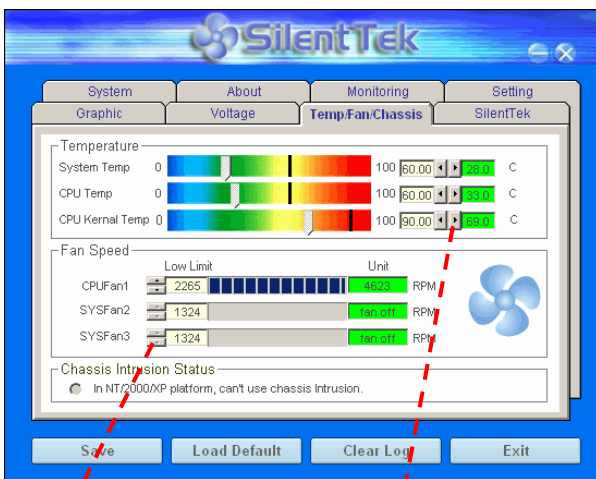 SilentTek
System About Monitoring Setting
Graphic Voltage Temp/Fan/Chassis SilentTek
Temperature
System Temp 0 100 60.00 28.0 C
CPU Temp 0 100 60.00 33.0 C
CPU Kernal Temp 0 100 90.00 69.0 C
Fan Speed
Low Limit Unit
CPUFan1 2265 4623 RPM
SYSFan2 1324 fan off RPM
SYSFan3 1324 fan off RPM
Chassis Intrusion Status
In NT/2000/XP platform, can't use chassis Intrusion.
Save Load Default Clear Log Exit